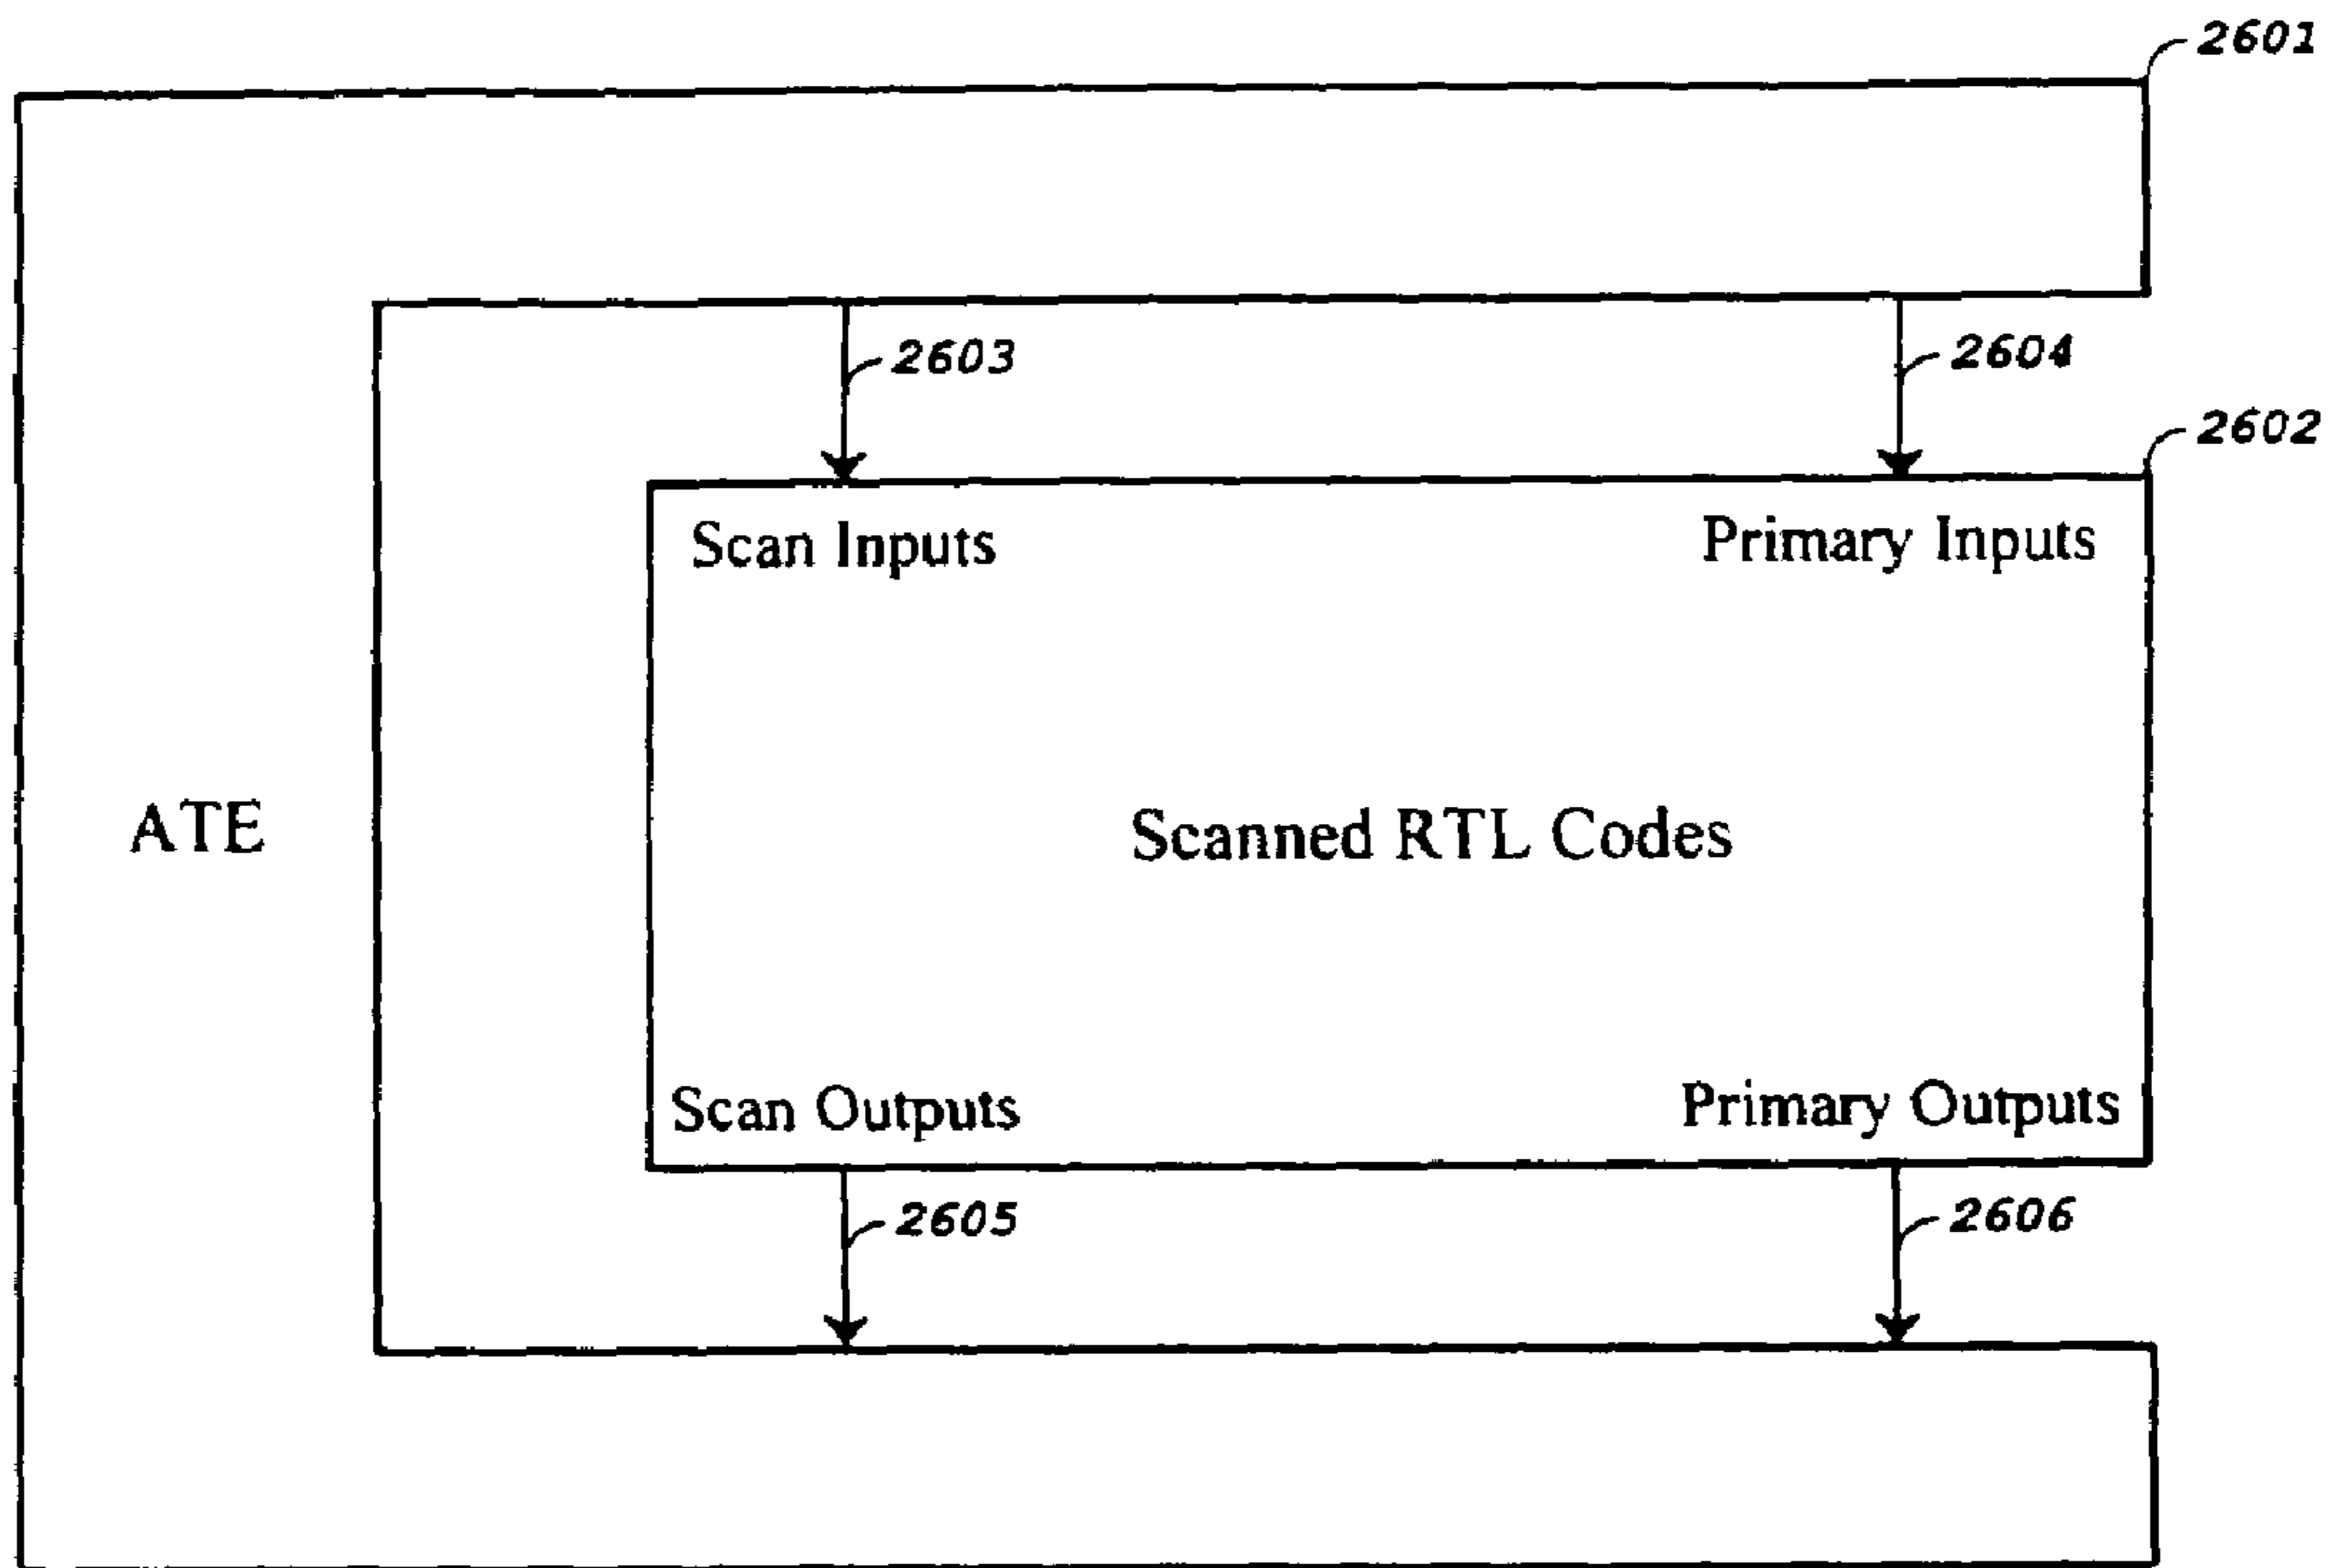 2601
2603
2604
2602
Scan Inputs
Primary Inputs
ATE
Scanned RTL Codes
Scan Outputs
Primary Outputs
2605
2606